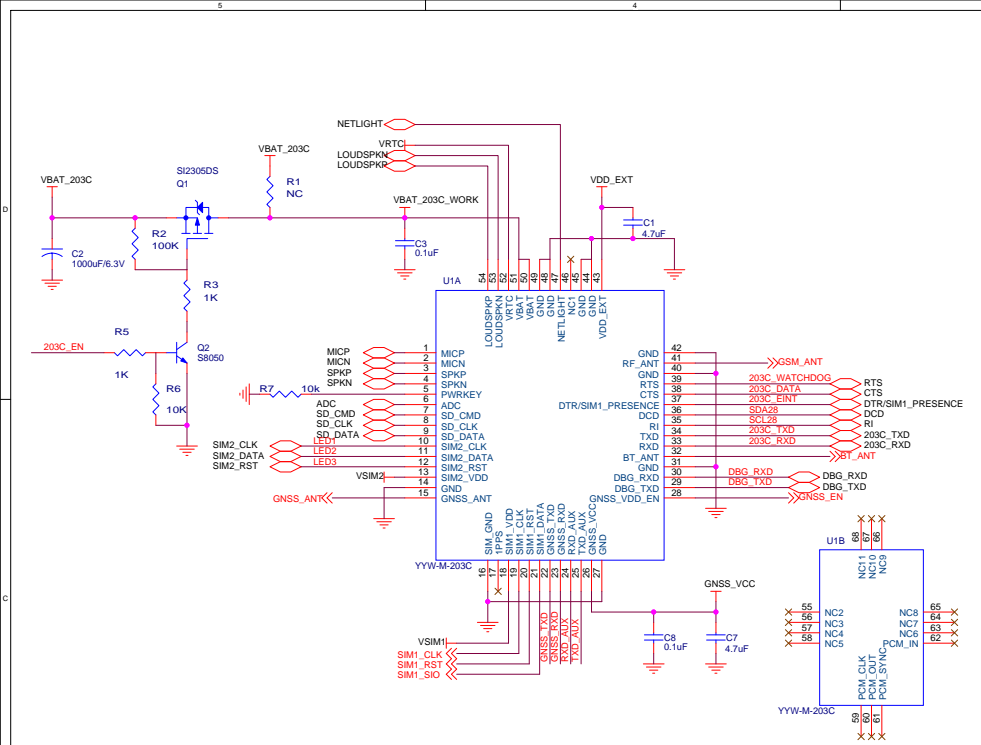 5
4
D
C
NETLIGHT
VRTC
LOUDSPKN
LOUDSPKP
VBAT_203C
VBAT_203C
SI2305DS
Q1
R1
NC
VBAT_203C_WORK
VDD_EXT
R2
100K
C2
1000uF/6.3V
C3
0.1uF
C1
4.7uF
R3
1K
R5
1K
203C_EN
Q2
S8050
R6
10K
R7
10k
U1A
54
53
52
51
50
49
48
47
46
45
44
43
LOUDSPKP
LOUDSPKN
VRTC
VBAT
VBAT
GND
GND
NETLIGHT
NC1
GND
GND
VDD_EXT
MICP
MICN
SPKP
SPKN
ADC
SD_CMD
SD_CLK
SD_DATA
SIM2_CLK
SIM2_DATA
SIM2_RST
LED1
LED2
LED3
VSIM2
GNSS_ANT
1 MICP
2 MICN
3 SPKP
4 SPKN
5 PWRKEY
6 ADC
7 SD_CMD
8 SD_CLK
9 SD_DATA
10 SIM2_CLK
11 SIM2_DATA
12 SIM2_RST
13 SIM2_VDD
14 GND
15 GNSS_ANT
GND 42
RF_ANT 41
GND 40
RTS 39
CTS 38
DTR/SIM1_PRESENCE 37
DCD 36
RI 35
TXD 34
RXD 33
BT_ANT 32
GND 31
DBG_RXD 30
DBG_TXD 29
GNSS_VDD_EN 28
GSM_ANT
203C_WATCHDOG RTS
203C_DATA CTS
203C_EINT DTR/SIM1_PRESENCE
SDA28 DCD
SCL28 RI
203C_TXD 203C_TXD
203C_RXD 203C_RXD
BT_ANT
DBG_RXD DBG_RXD
DBG_TXD DBG_TXD
GNSS_EN
SIM_GND
1PPS
SIM1_VDD
SIM1_CLK
SIM1_RST
SIM1_DATA
GNSS_TXD
GNSS_RXD
RXD_AUX
TXD_AUX
GNSS_VCC
GND
16
17
18
19
20
21
22
23
24
25
26
27
YYW-M-203C
VSIM1
SIM1_CLK
SIM1_RST
SIM1_SIO
GNSS_TXD
GNSS_RXD
RXD_AUX
TXD_AUX
GNSS_VCC
C8
0.1uF
C7
4.7uF
U1B
68
67
66
NC11
NC10
NC9
55 NC2
56 NC3
57 NC4
58 NC5
NC8 65
NC7 64
NC6 63
PCM_IN 62
PCM_CLK
PCM_OUT
PCM_SYNC
59
60
61
YYW-M-203C